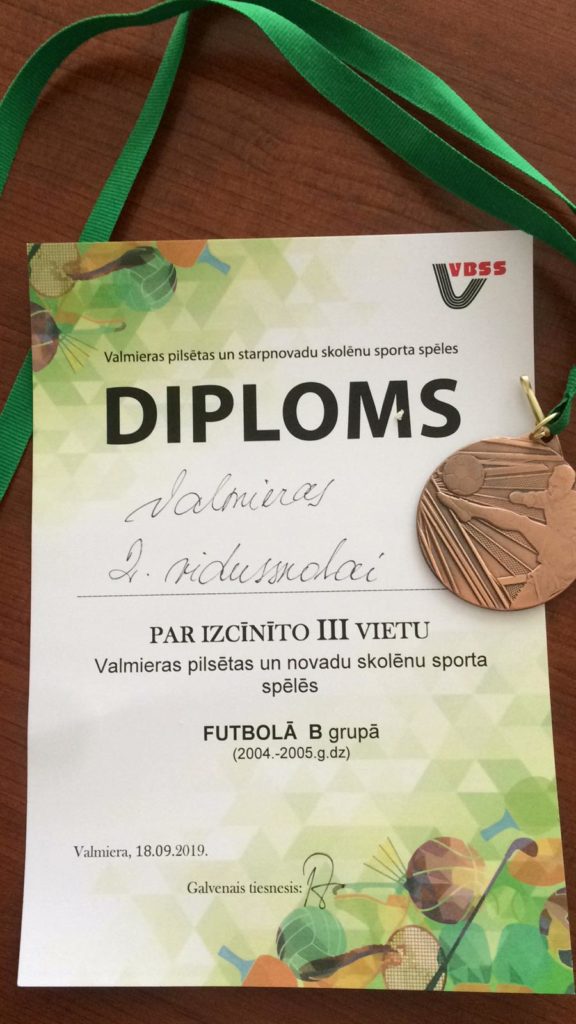 VBSS
Valmieras pilsētas un starpnovadu skolēnu sporta spēles
DIPLOMS
Valmieras
2. vidusskolai
PAR IZCĪNĪTO III VIETU
Valmieras pilsētas un novadu skolēnu sporta
spēlēs
FUTBOLĀ B grupā
(2004.-2005.g.dz)
Valmiera, 18.09.2019.
Galvenais tiesnesis: